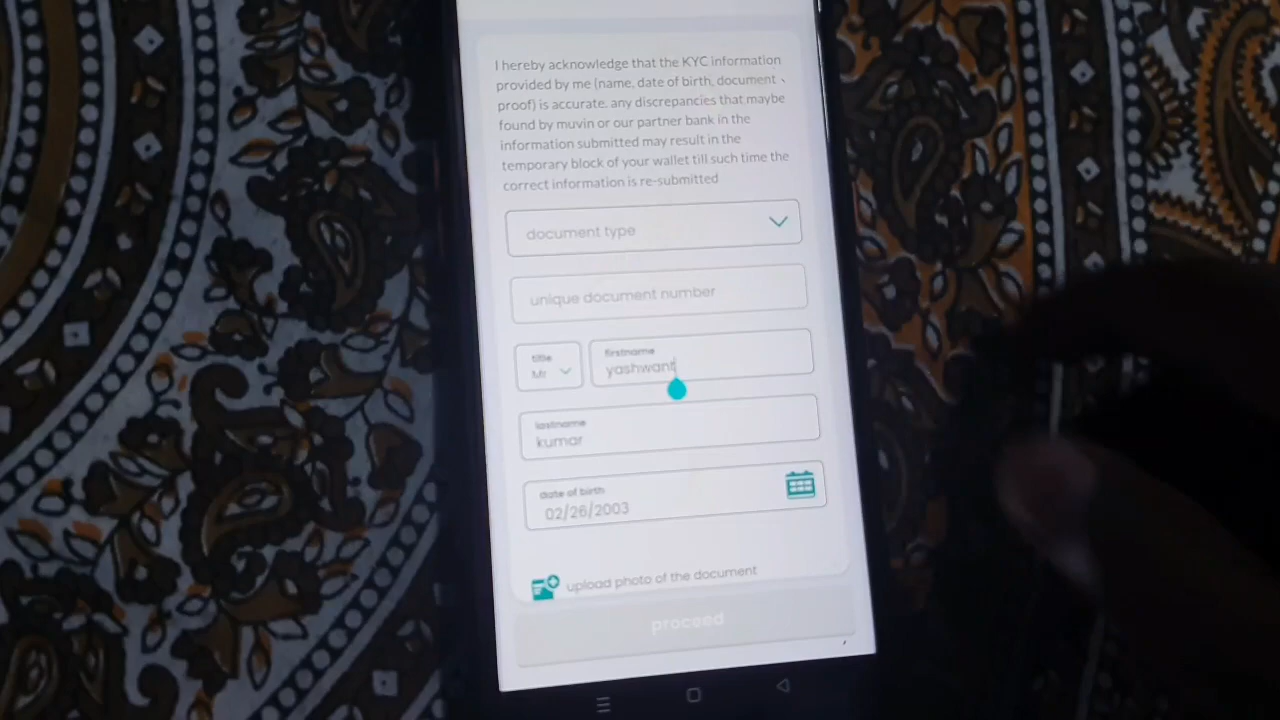 I hereby acknowledge that the KYC information
provided by me (name, date of birth, document
proof) is accurate. any discrepancies that maybe
found by muvin or our partner bank in the
information submitted may result in the
temporary block of your wallet till such time the
correct information is re-submitted
document type
unique document number
title
Mr
firstname
yashwant
lastname
kumar
date of birth
02/26/2003
upload photo of the document
proceed